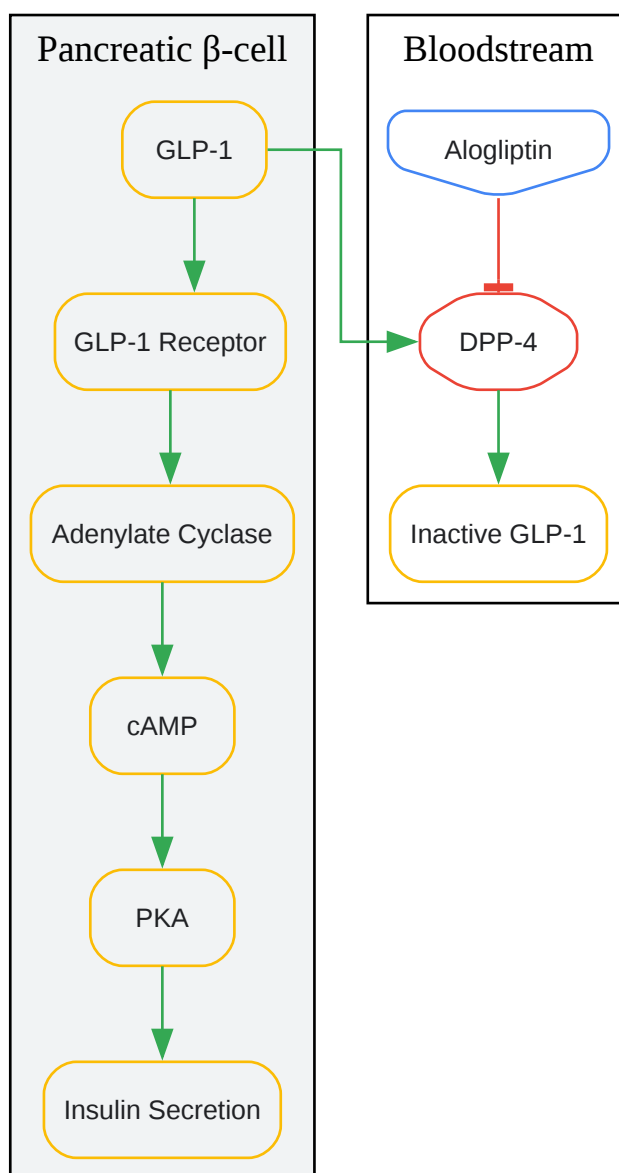 Pancreatic β-cell
GLP-1
GLP-1 Receptor
Adenylate Cyclase
cAMP
PKA
Insulin Secretion
Bloodstream
Alogliptin
DPP-4
Inactive GLP-1